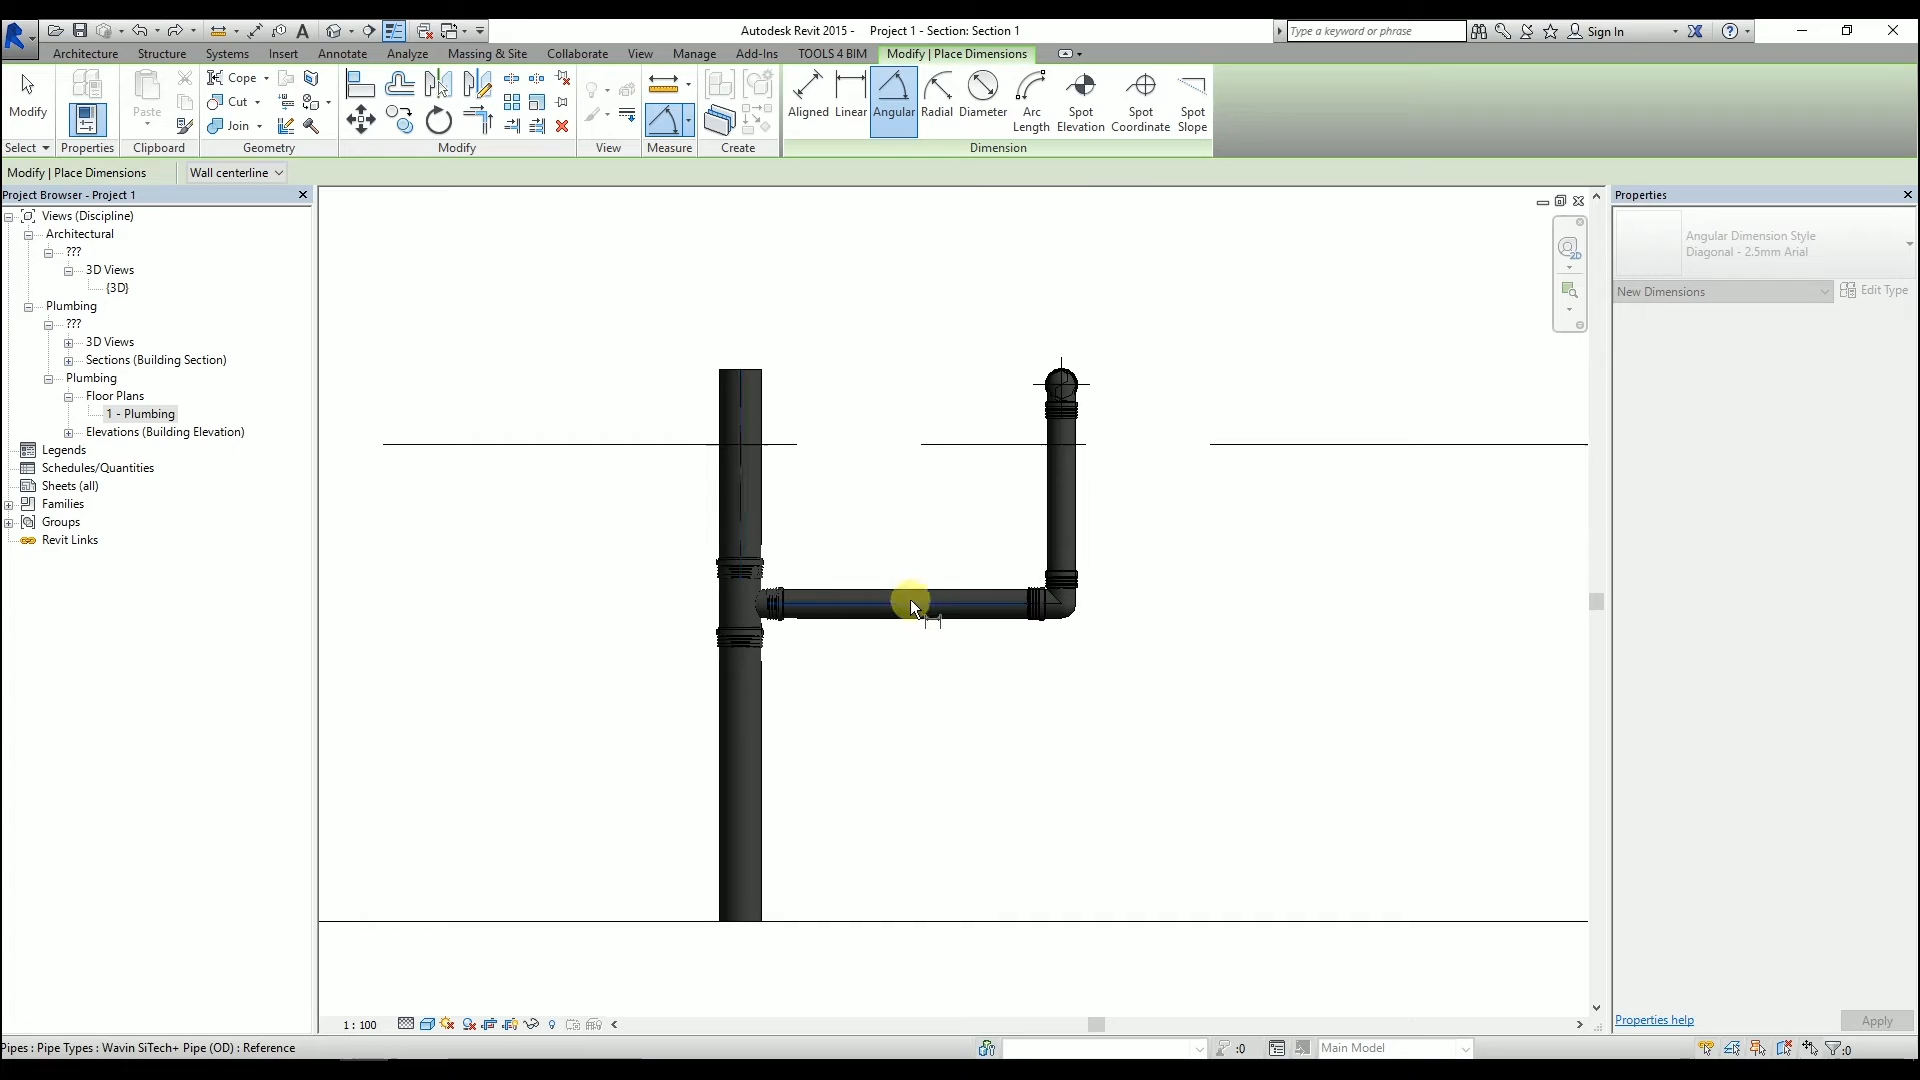 Autodesk Revit 2015 -     Project 1 - Section: Section 1
Type a keyword or phrase
Sign In
Architecture
Structure
Systems
Insert
Annotate
Analyze
Massing & Site
Collaborate
View
Manage
Add-Ins
TOOLS 4 BIM
Modify | Place Dimensions
Modify
Paste
Cope
Cut
Join
Aligned
Linear
Angular
Radial
Diameter
Arc
Length
Spot
Elevation
Spot
Coordinate
Spot
Slope
Select
Properties
Clipboard
Geometry
Modify
View
Measure
Create
Dimension
Modify | Place Dimensions
Wall centerline
Project Browser - Project 1
Views (Discipline)
Architectural
???
3D Views
{3D}
Plumbing
???
3D Views
Sections (Building Section)
Plumbing
Floor Plans
1 - Plumbing
Elevations (Building Elevation)
Legends
Schedules/Quantities
Sheets (all)
Families
Groups
Revit Links
2D
Properties
Angular Dimension Style
Diagonal - 2.5mm Arial
New Dimensions
Edit Type
Properties help
Apply
1 : 100
Pipes : Pipe Types : Wavin SiTech+ Pipe (OD) : Reference
:0
Main Model
:0